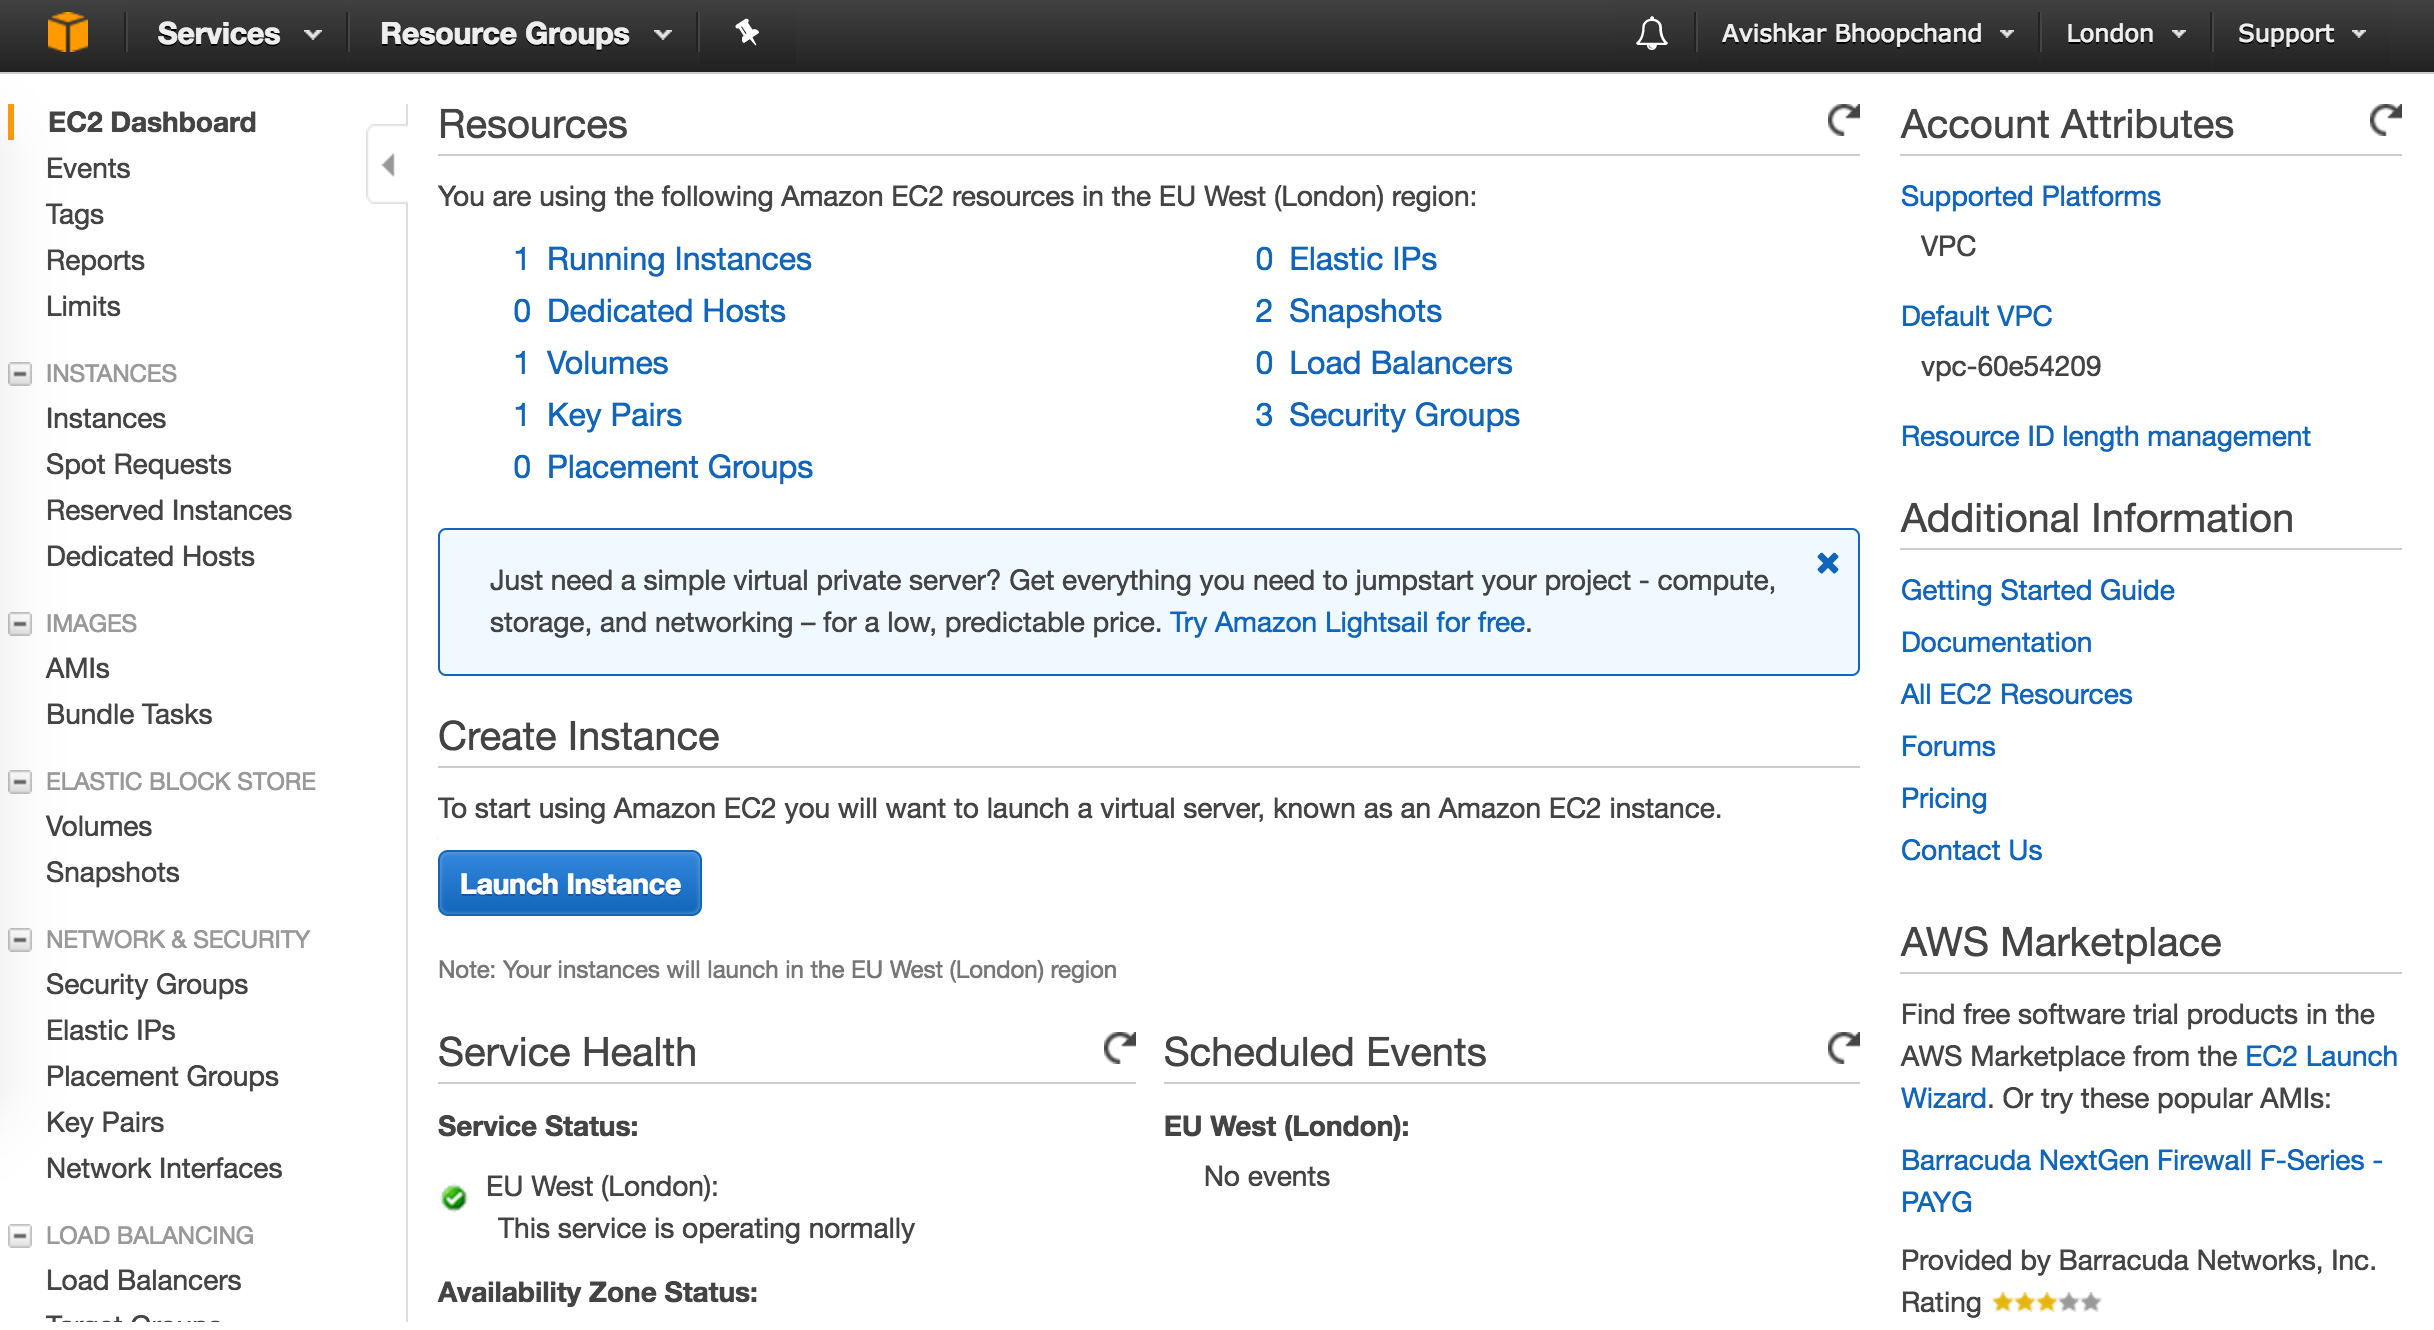 Services
Resource Groups
Avishkar Bhoopchand
London
Support
EC2 Dashboard
Events
Tags
Reports
Limits
INSTANCES
Instances
Spot Requests
Reserved Instances
Dedicated Hosts
IMAGES
AMIs
Bundle Tasks
ELASTIC BLOCK STORE
Volumes
Snapshots
NETWORK & SECURITY
Security Groups
Elastic IPs
Placement Groups
Key Pairs
Network Interfaces
LOAD BALANCING
Load Balancers
Target Groups
Resources
You are using the following Amazon EC2 resources in the EU West (London) region:
1 Running Instances
0 Dedicated Hosts
1 Volumes
1 Key Pairs
0 Placement Groups
0 Elastic IPs
2 Snapshots
0 Load Balancers
3 Security Groups
Just need a simple virtual private server? Get everything you need to jumpstart your project - compute,
storage, and networking – for a low, predictable price. Try Amazon Lightsail for free.
Create Instance
To start using Amazon EC2 you will want to launch a virtual server, known as an Amazon EC2 instance.
Launch Instance
Note: Your instances will launch in the EU West (London) region
Service Health
Service Status:
EU West (London):
This service is operating normally
Availability Zone Status:
Scheduled Events
EU West (London):
No events
Account Attributes
Supported Platforms
VPC
Default VPC
vpc-60e54209
Resource ID length management
Additional Information
Getting Started Guide
Documentation
All EC2 Resources
Forums
Pricing
Contact Us
AWS Marketplace
Find free software trial products in the
AWS Marketplace from the EC2 Launch
Wizard. Or try these popular AMIs:
Barracuda NextGen Firewall F-Series -
PAYG
Provided by Barracuda Networks, Inc.
Rating